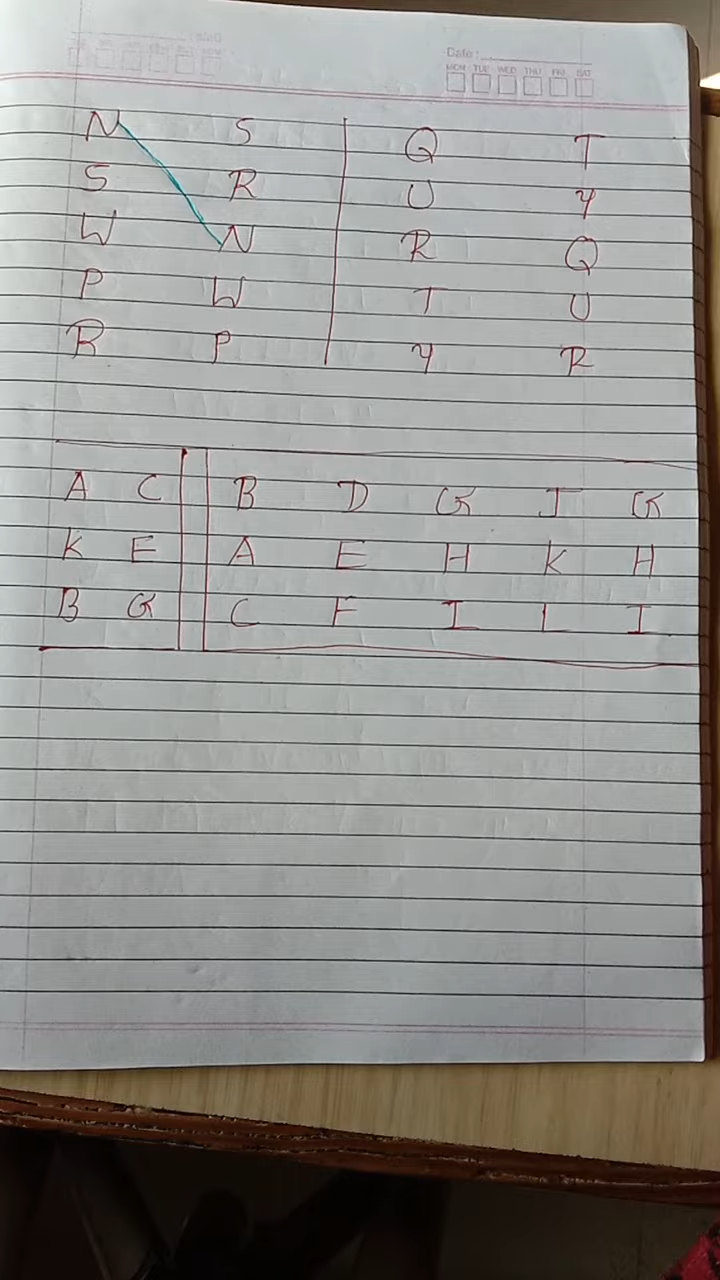 Date:
MON TUE WED THU FRI SAT
N S Q T
S R U Y
W N R Q
P W T U
R P Y R
A C B D G J G
K E A E H K H
B G C F I L I